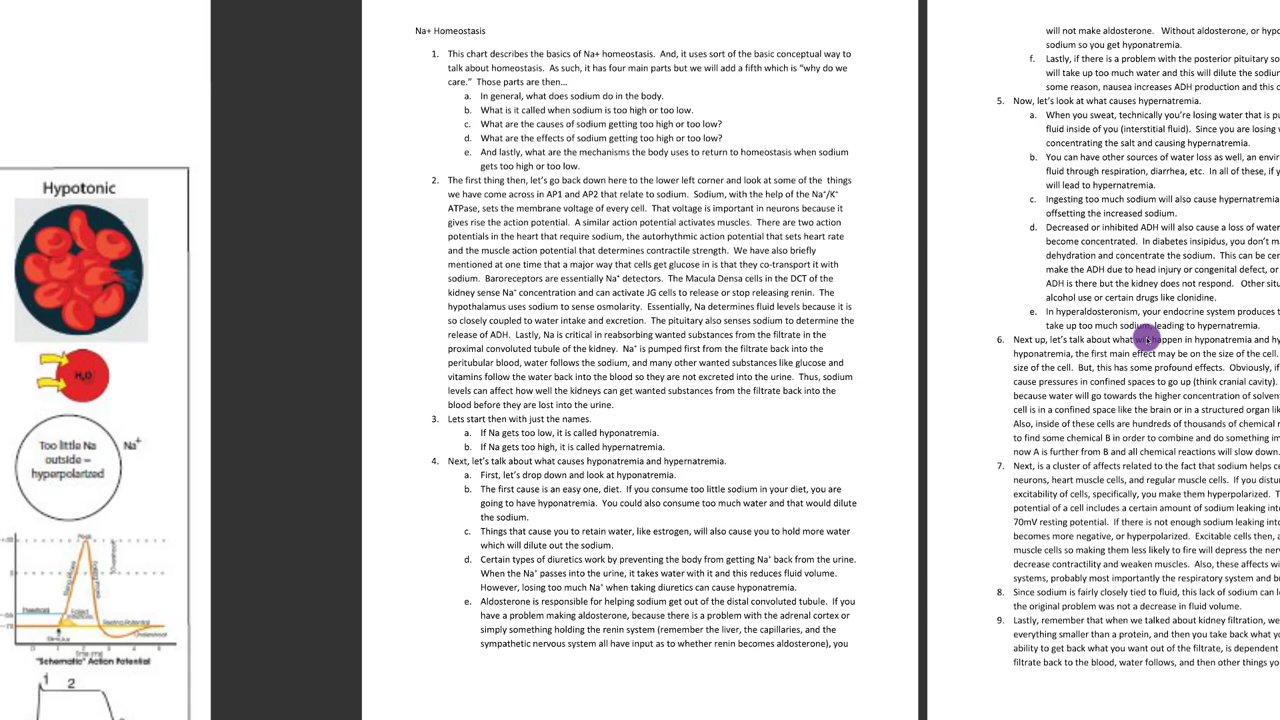 Hypotonic
H₂O
Too little Na
outside –
hyperpolarized
Na⁺
Threshold
Resting Potential
Stimulus
Time (ms)
"Schematic" Action Potential
1
2
Na+ Homeostasis
1. This chart describes the basics of Na+ homeostasis. And, it uses sort of the basic conceptual way to
talk about homeostasis. As such, it has four main parts but we will add a fifth which is "why do we
care." Those parts are then…
a. In general, what does sodium do in the body.
b. What is it called when sodium is too high or too low.
c. What are the causes of sodium getting too high or too low?
d. What are the effects of sodium getting too high or too low?
e. And lastly, what are the mechanisms the body uses to return to homeostasis when sodium
gets too high or too low.
2. The first thing then, let's go back down here to the lower left corner and look at some of the things
we have come across in AP1 and AP2 that relate to sodium. Sodium, with the help of the Na⁺/K⁺
ATPase, sets the membrane voltage of every cell. That voltage is important in neurons because it
gives rise the action potential. A similar action potential activates muscles. There are two action
potentials in the heart that require sodium, the autorhythmic action potential that sets heart rate
and the muscle action potential that determines contractile strength. We have also briefly
mentioned at one time that a major way that cells get glucose in is that they co-transport it with
sodium. Baroreceptors are essentially Na⁺ detectors. The Macula Densa cells in the DCT of the
kidney sense Na⁺ concentration and can activate JG cells to release or stop releasing renin. The
hypothalamus uses sodium to sense osmolarity. Essentially, Na determines fluid levels because it is
so closely coupled to water intake and excretion. The pituitary also senses sodium to determine the
release of ADH. Lastly, Na is critical in reabsorbing wanted substances from the filtrate in the
proximal convoluted tubule of the kidney. Na⁺ is pumped first from the filtrate back into the
peritubular blood, water follows the sodium, and many other wanted substances like glucose and
vitamins follow the water back into the blood so they are not excreted into the urine. Thus, sodium
levels can affect how well the kidneys can get wanted substances from the filtrate back into the
blood before they are lost into the urine.
3. Lets start then with just the names.
a. If Na gets too low, it is called hyponatremia.
b. If Na gets too high, it is called hypernatremia.
4. Next, let's talk about what causes hyponatremia and hypernatremia.
a. First, let's drop down and look at hyponatremia.
b. The first cause is an easy one, diet. If you consume too little sodium in your diet, you are
going to have hyponatremia. You could also consume too much water and that would dilute
the sodium.
c. Things that cause you to retain water, like estrogen, will also cause you to hold more water
which will dilute out the sodium.
d. Certain types of diuretics work by preventing the body from getting Na⁺ back from the urine.
When the Na⁺ passes into the urine, it takes water with it and this reduces fluid volume.
However, losing too much Na⁺ when taking diuretics can cause hyponatremia.
e. Aldosterone is responsible for helping sodium get out of the distal convoluted tubule. If you
have a problem making aldosterone, because there is a problem with the adrenal cortex or
simply something holding the renin system (remember the liver, the capillaries, and the
sympathetic nervous system all have input as to whether renin becomes aldosterone), you
will not make aldosterone. Without aldosterone, or hypo
sodium so you get hyponatremia.
f. Lastly, if there is a problem with the posterior pituitary so
will take up too much water and this will dilute the sodium
some reason, nausea increases ADH production and this c
5. Now, let's look at what causes hypernatremia.
a. When you sweat, technically you're losing water that is pu
fluid inside of you (interstitial fluid). Since you are losing
concentrating the salt and causing hypernatremia.
b. You can have other sources of water loss as well, an envir
fluid through respiration, diarrhea, etc. In all of these, if y
will lead to hypernatremia.
c. Ingesting too much sodium will also cause hypernatremia
offsetting the increased sodium.
d. Decreased or inhibited ADH will also cause a loss of water
become concentrated. In diabetes insipidus, you don't m
dehydration and concentrate the sodium. This can be cen
make the ADH due to head injury or congenital defect, or
ADH is there but the kidney does not respond. Other situ
alcohol use or certain drugs like clonidine.
e. In hyperaldosteronism, your endocrine system produces t
take up too much sodium, leading to hypernatremia.
6. Next up, let's talk about what will happen in hyponatremia and hy
hyponatremia, the first main effect may be on the size of the cell.
size of the cell. But, this has some profound effects. Obviously, if
cause pressures in confined spaces to go up (think cranial cavity).
because water will go towards the higher concentration of solven
cell is in a confined space like the brain or in a structured organ lik
Also, inside of these cells are hundreds of thousands of chemical r
to find some chemical B in order to combine and do something im
now A is further from B and all chemical reactions will slow down.
7. Next, is a cluster of affects related to the fact that sodium helps ce
neurons, heart muscle cells, and regular muscle cells. If you distur
excitability of cells, specifically, you make them hyperpolarized. T
potential of a cell includes a certain amount of sodium leaking into
70mV resting potential. If there is not enough sodium leaking into
becomes more negative, or hyperpolarized. Excitable cells then, a
muscle cells so making them less likely to fire will depress the nerv
decrease contractility and weaken muscles. Also, these affects wi
systems, probably most importantly the respiratory system and b
8. Since sodium is fairly closely tied to fluid, this lack of sodium can l
the original problem was not a decrease in fluid volume.
9. Lastly, remember that when we talked about kidney filtration, we
everything smaller than a protein, and then you take back what yo
ability to get back what you want out of the filtrate, is dependent
filtrate back to the blood, water follows, and then other things yo